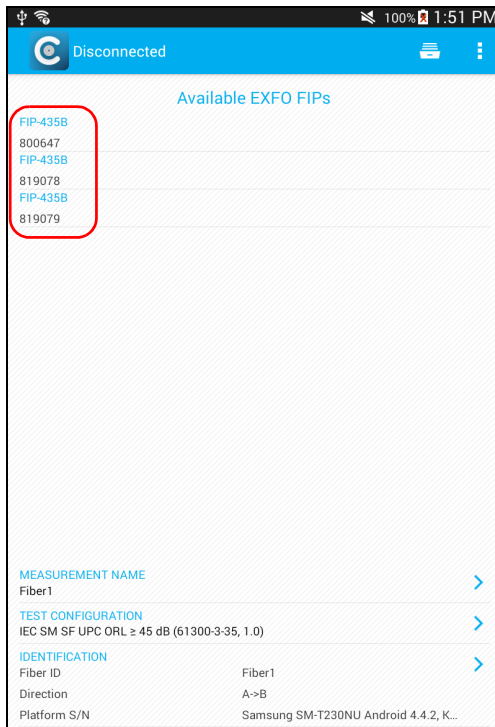 100% 1:51 PM
Disconnected
Available EXFO FIPs
FIP-435B
800647
FIP-435B
819078
FIP-435B
819079
MEASUREMENT NAME
Fiber1
TEST CONFIGURATION
IEC SM SF UPC ORL ≥ 45 dB (61300-3-35, 1.0)
IDENTIFICATION
Fiber ID Fiber1
Direction A->B
Platform S/N Samsung SM-T230NU Android 4.4.2, K...